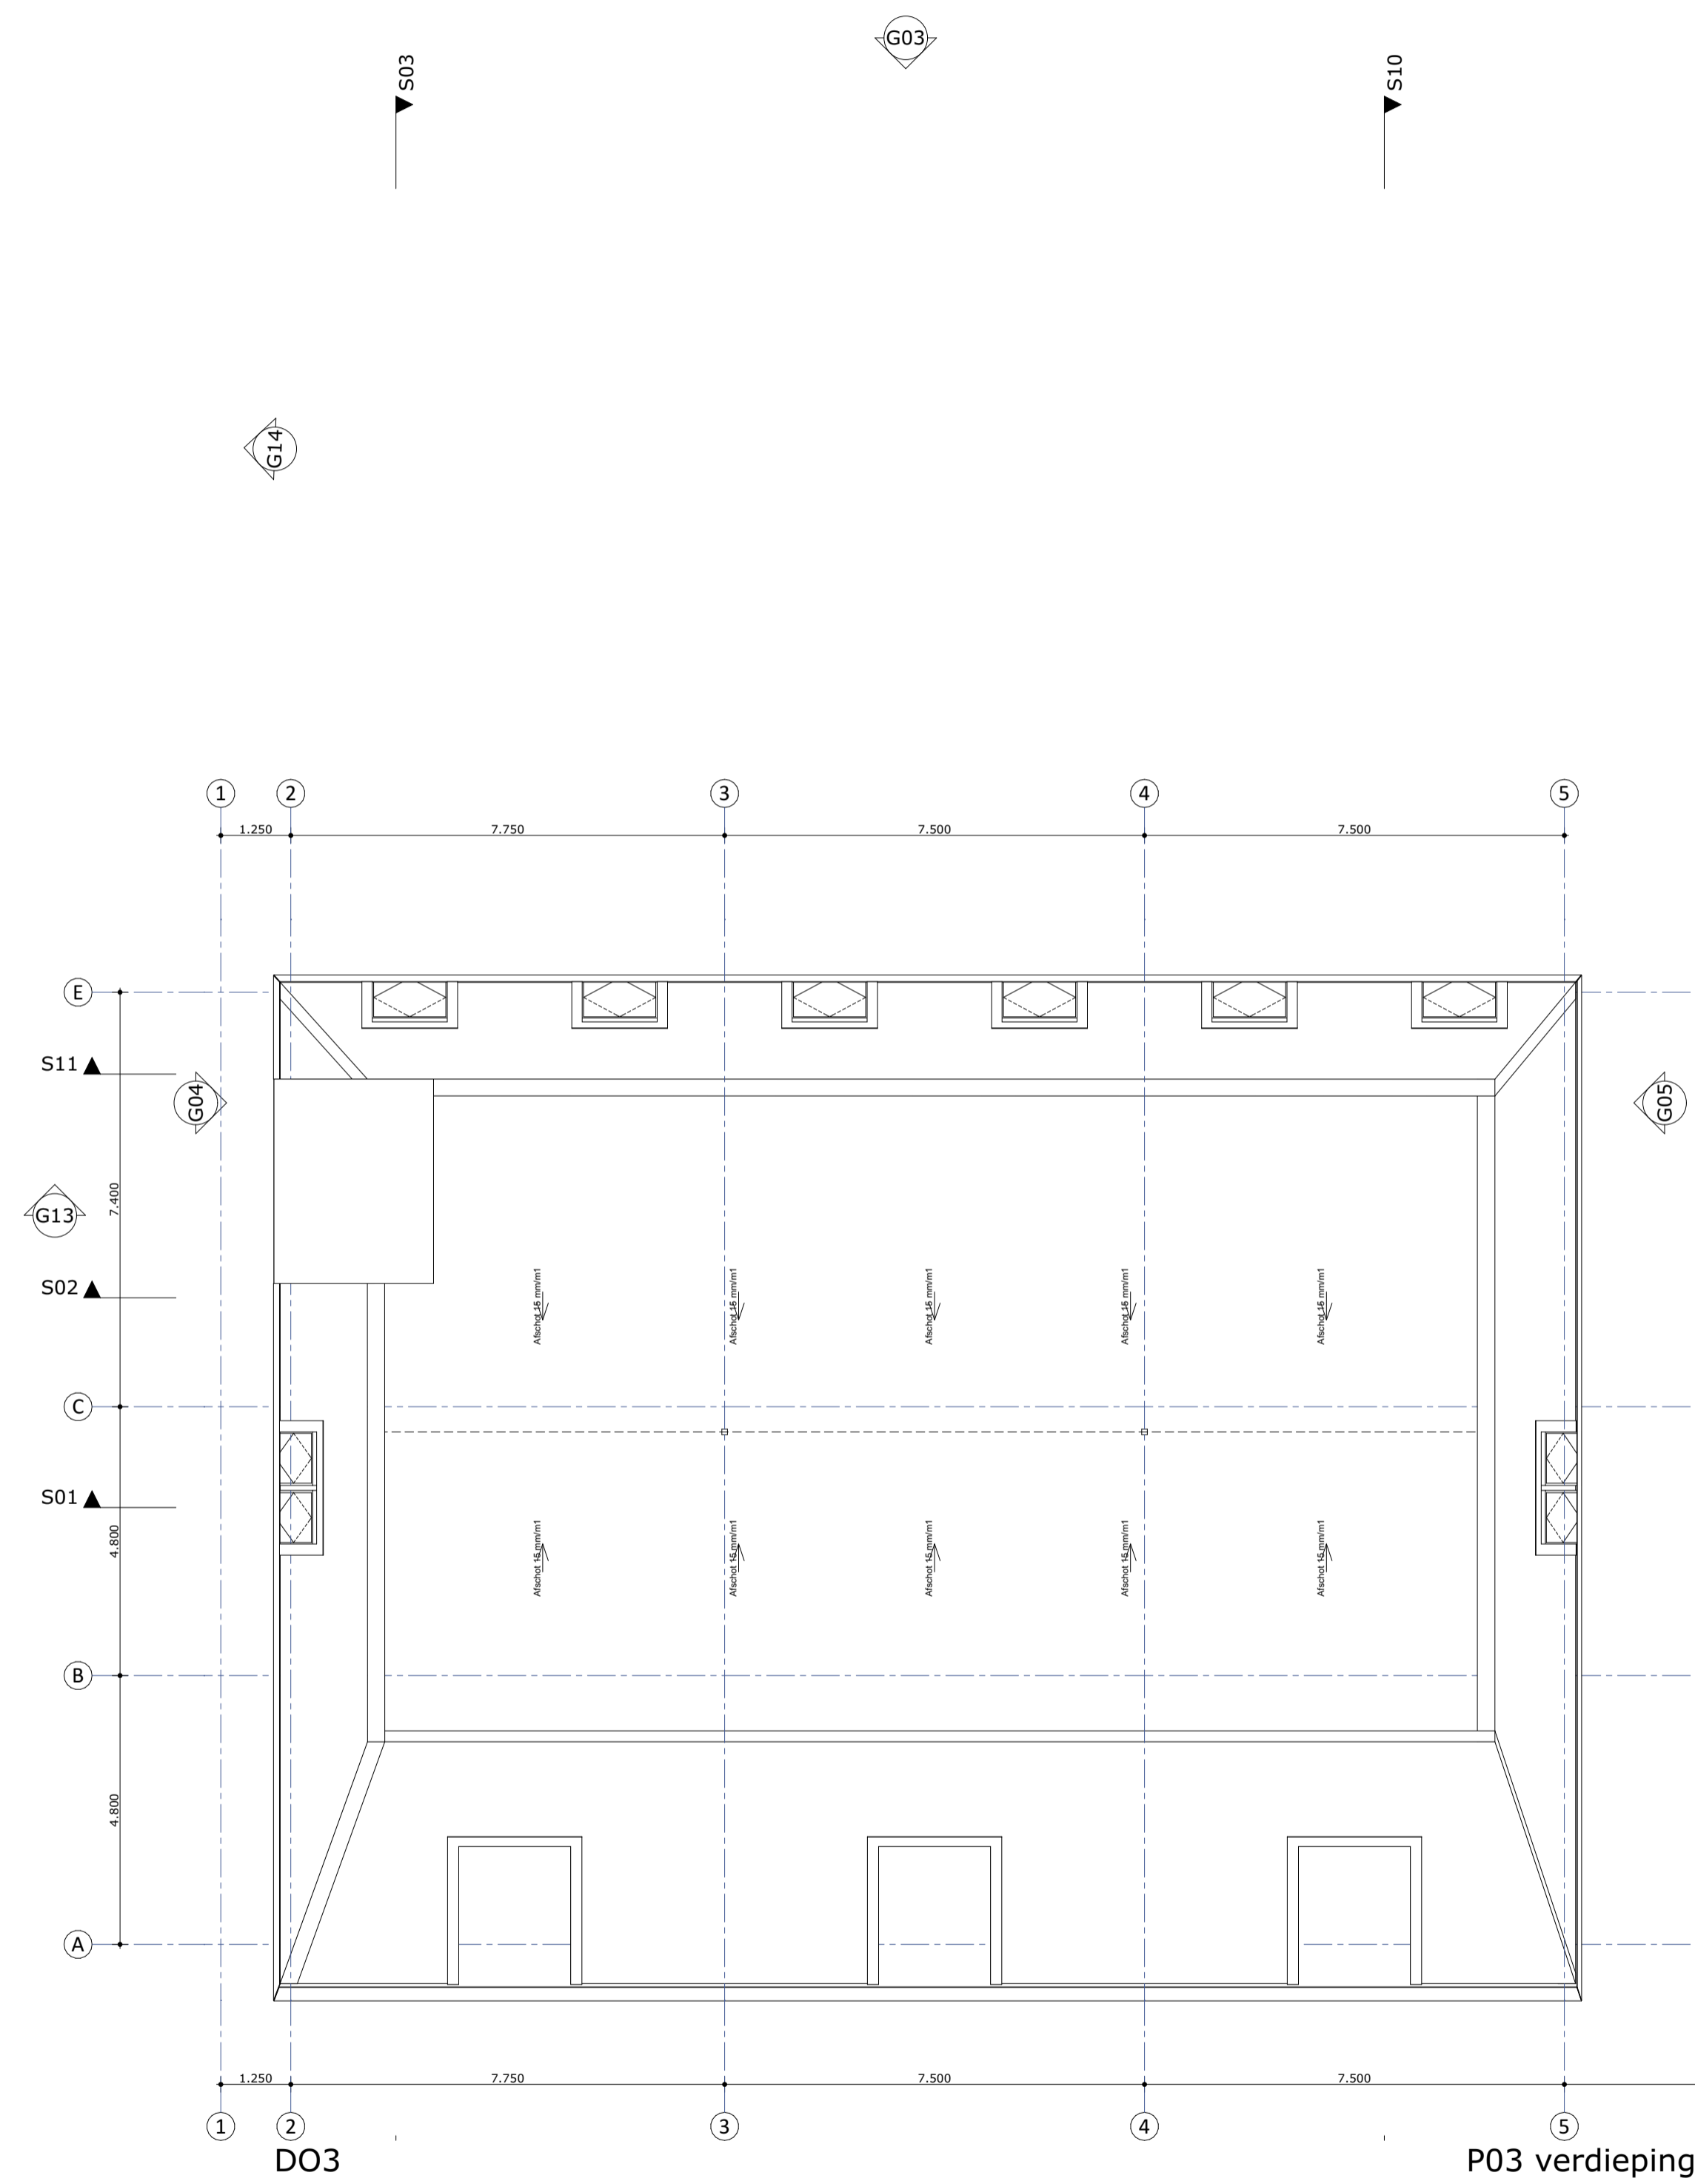 G03
S03
S10
G14
1
2
3
4
5
1.250
7.750
7.500
7.500
E
S11
G04
G05
7.400
G13
S02
Afschot 15 mm/m1
Afschot 15 mm/m1
Afschot 15 mm/m1
Afschot 15 mm/m1
Afschot 15 mm/m1
C
S01
4.800
Afschot 15 mm/m1
Afschot 15 mm/m1
Afschot 15 mm/m1
Afschot 15 mm/m1
Afschot 15 mm/m1
B
4.800
A
1.250
7.750
7.500
7.500
1
2
3
4
5
DO3
P03 verdieping